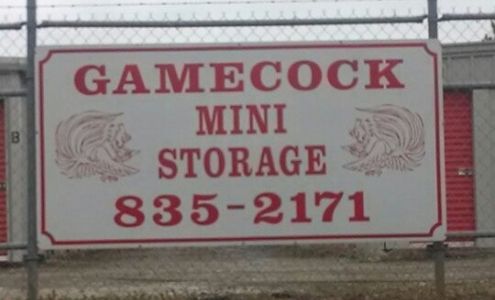 GAMECOCK
MINI
STORAGE
835-2171
B